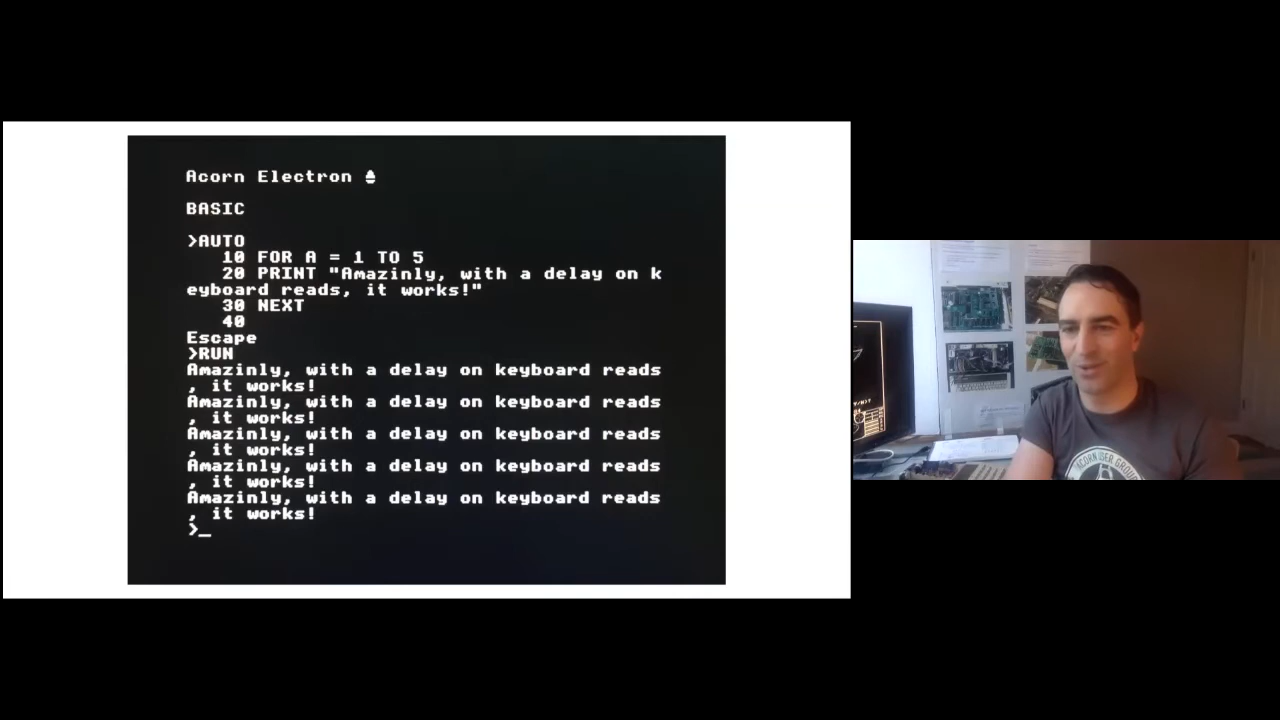 Acorn Electron
BASIC
>AUTO
10 FOR A = 1 TO 5
20 PRINT "Amazinly, with a delay on k
eyboard reads, it works!"
30 NEXT
40
Escape
>RUN
Amazinly, with a delay on keyboard reads
, it works!
Amazinly, with a delay on keyboard reads
, it works!
Amazinly, with a delay on keyboard reads
, it works!
Amazinly, with a delay on keyboard reads
, it works!
Amazinly, with a delay on keyboard reads
, it works!
>_